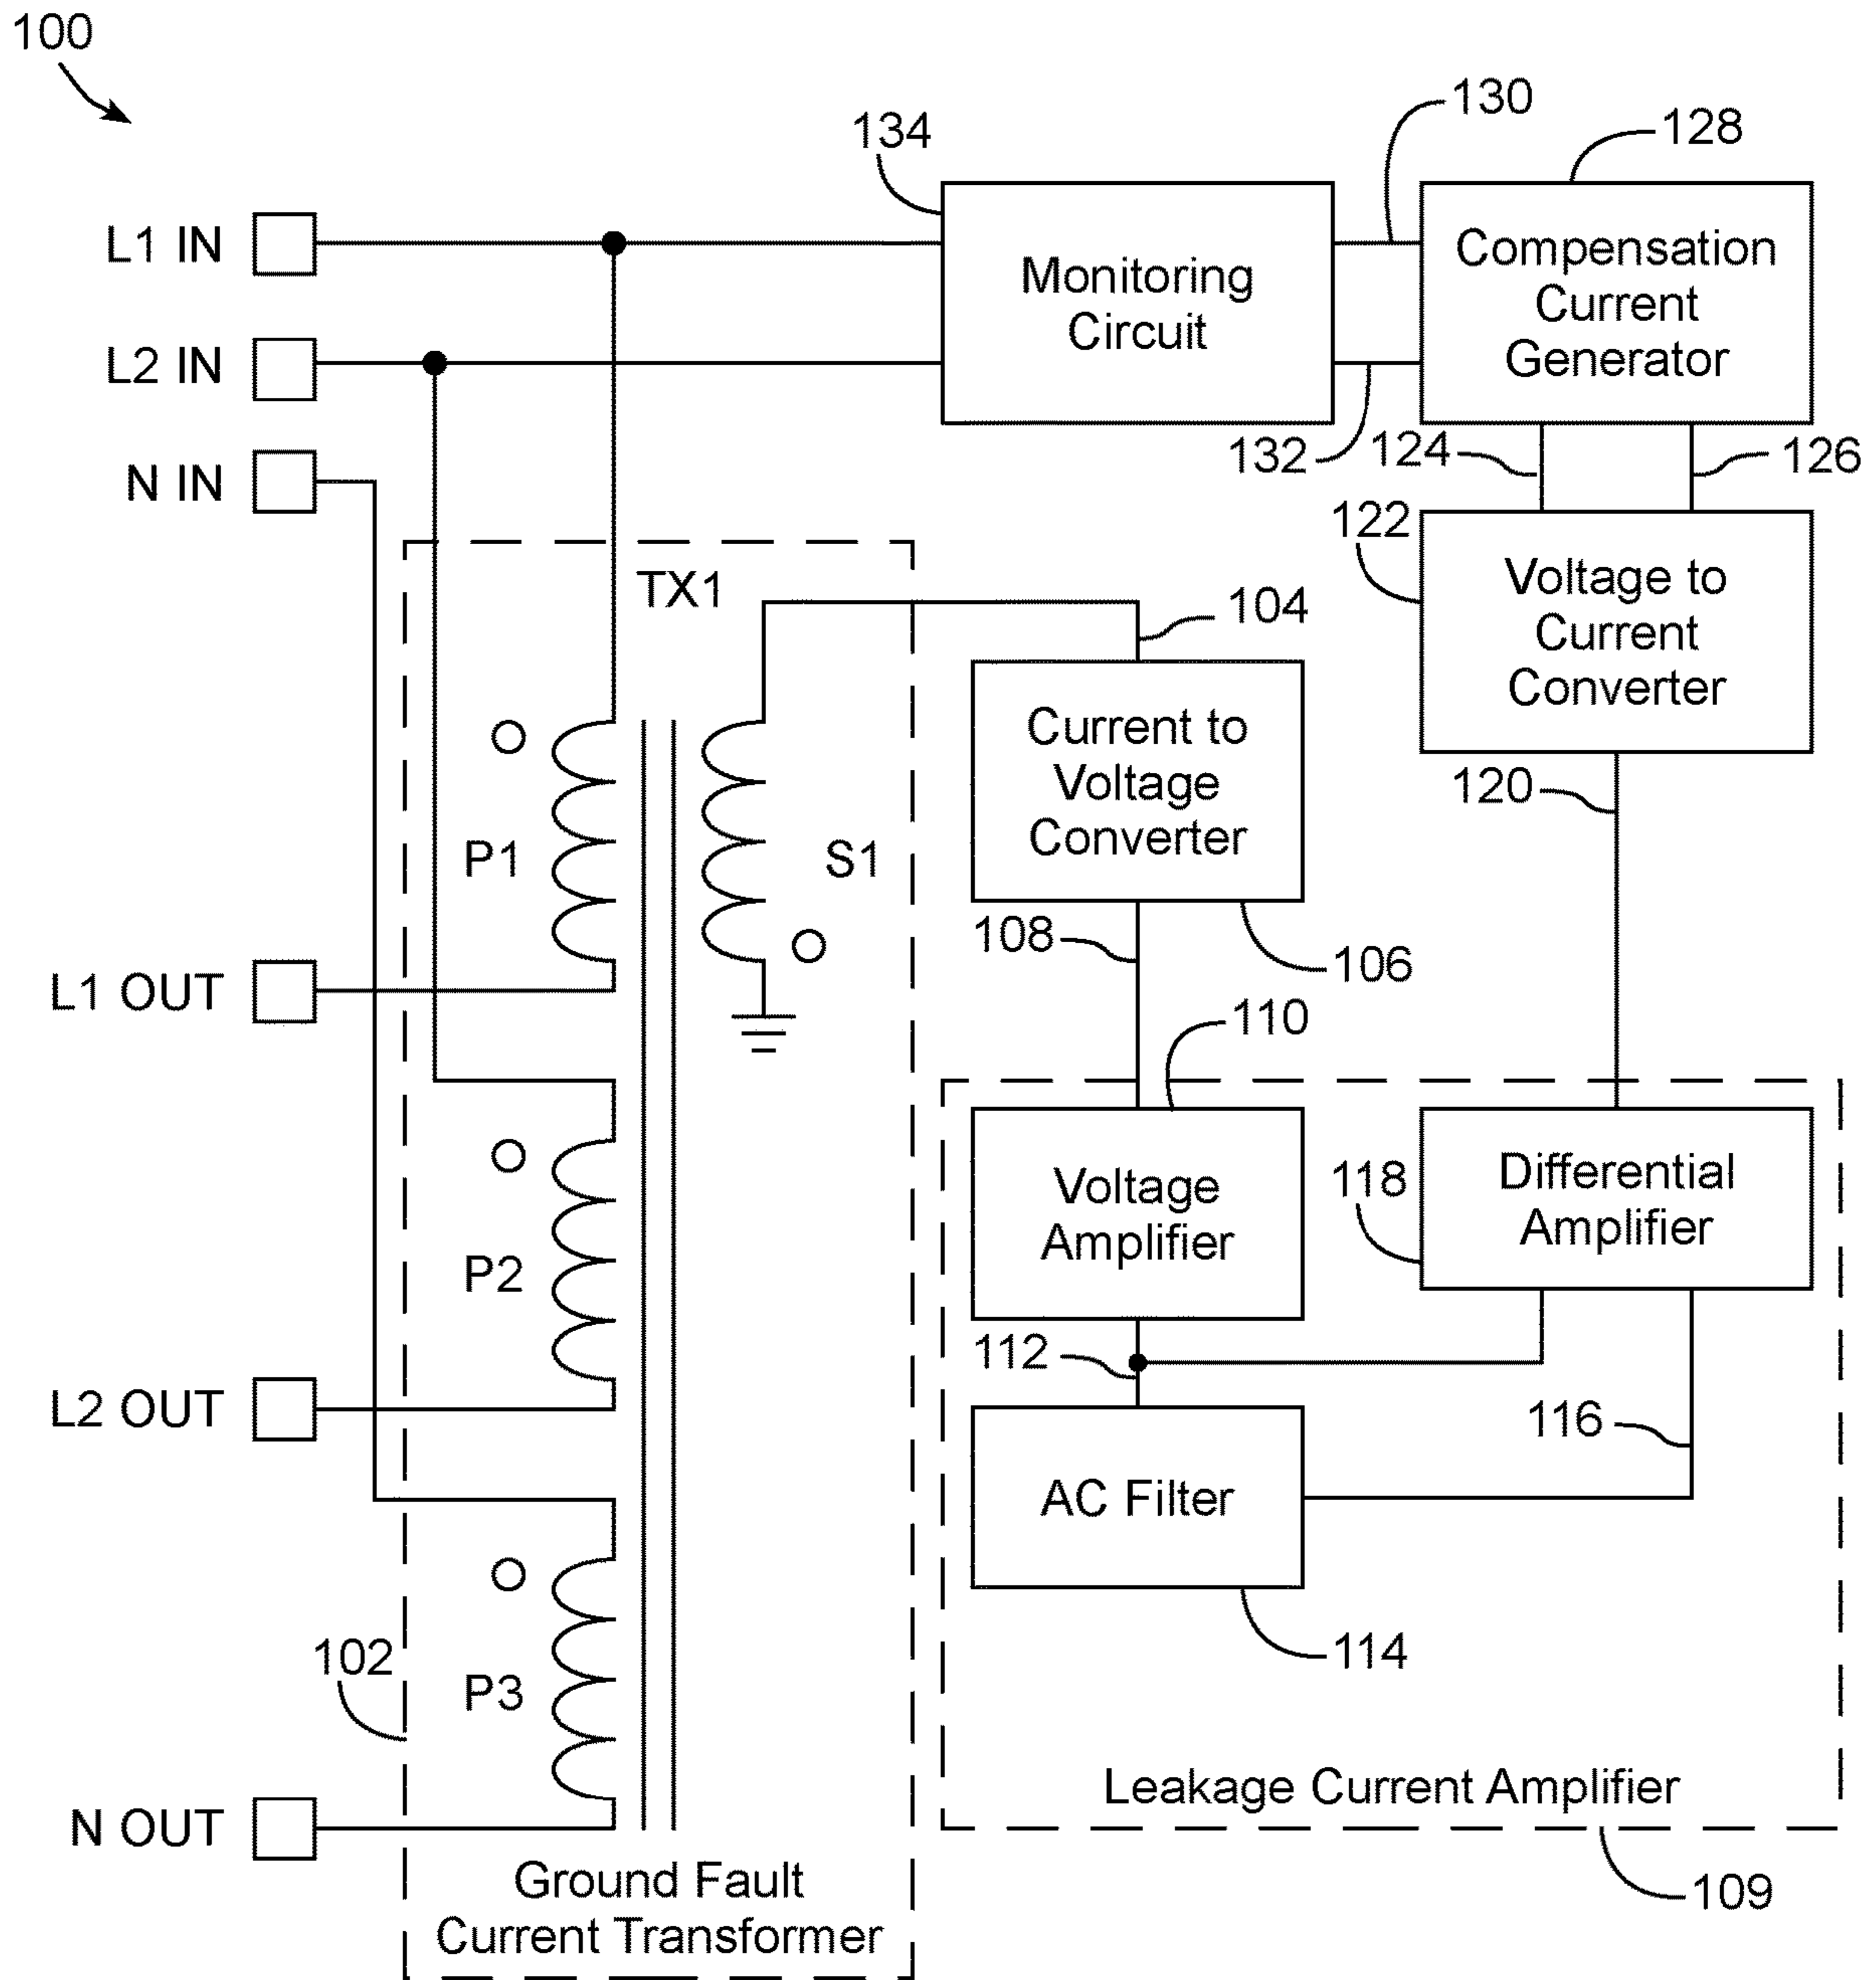 100
130
128
134
L1 IN
Monitoring
Circuit
Compensation
Current
Generator
L2 IN
132
124
126
N IN
122
TX1
104
Voltage to
Current
Converter
Current to
Voltage
Converter
120
P1
S1
108
106
L1 OUT
110
118
Voltage
Amplifier
Differential
Amplifier
P2
112
L2 OUT
116
AC Filter
102
114
P3
Leakage Current Amplifier
N OUT
Ground Fault
Current Transformer
109